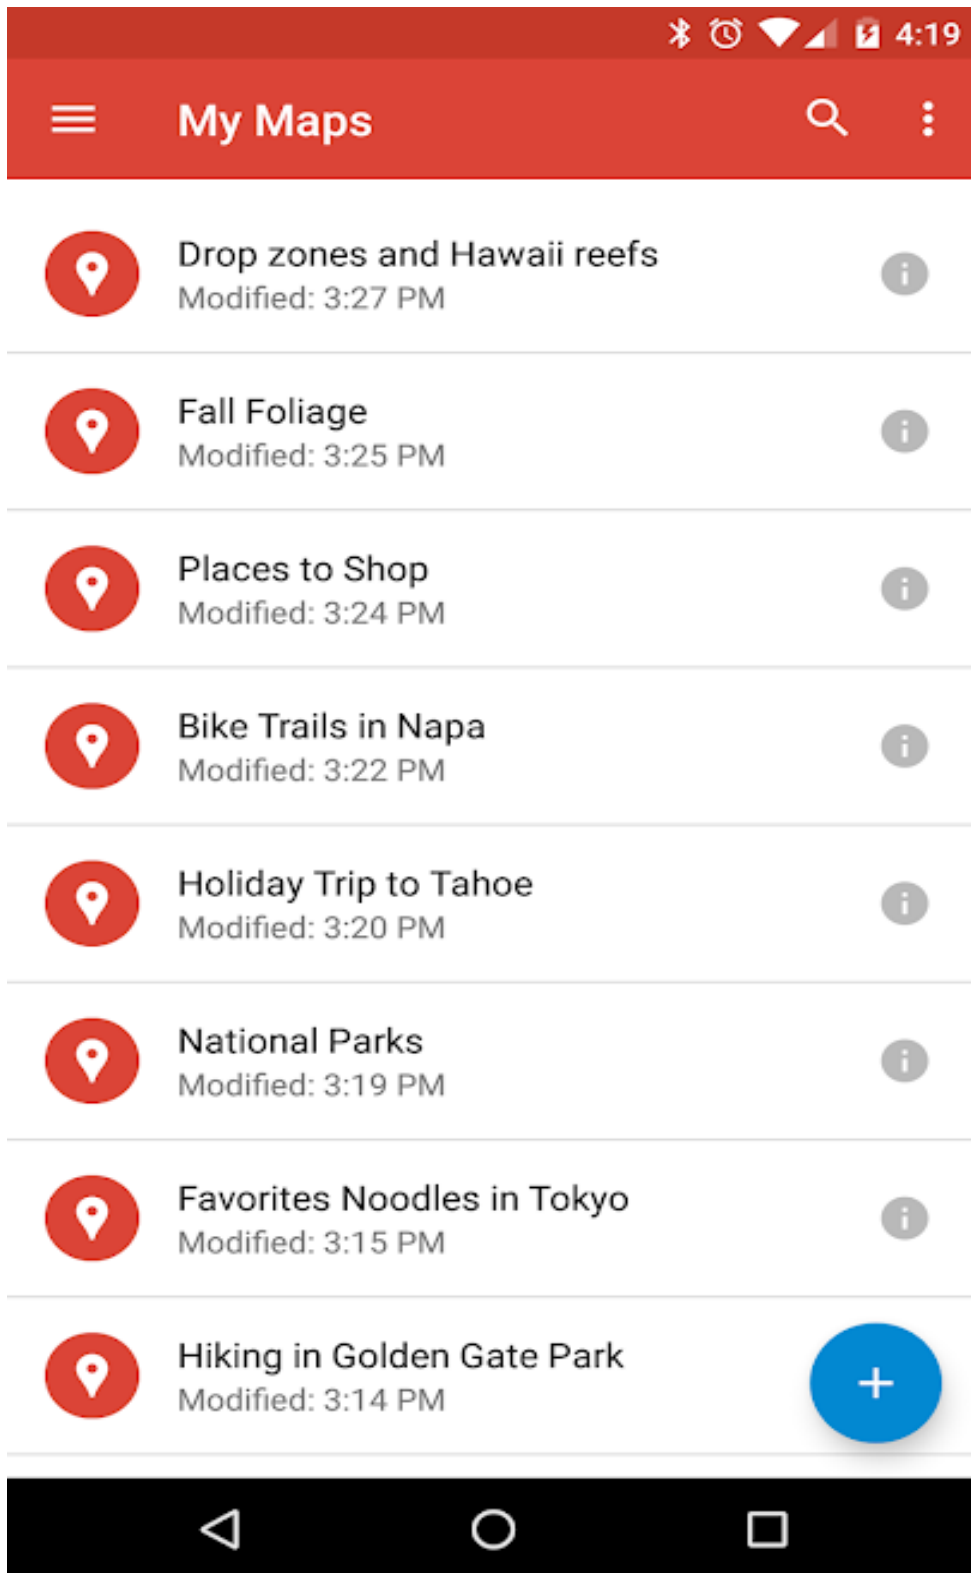 4:19
My Maps
Drop zones and Hawaii reefs
Modified: 3:27 PM
Fall Foliage
Modified: 3:25 PM
Places to Shop
Modified: 3:24 PM
Bike Trails in Napa
Modified: 3:22 PM
Holiday Trip to Tahoe
Modified: 3:20 PM
National Parks
Modified: 3:19 PM
Favorites Noodles in Tokyo
Modified: 3:15 PM
Hiking in Golden Gate Park
Modified: 3:14 PM